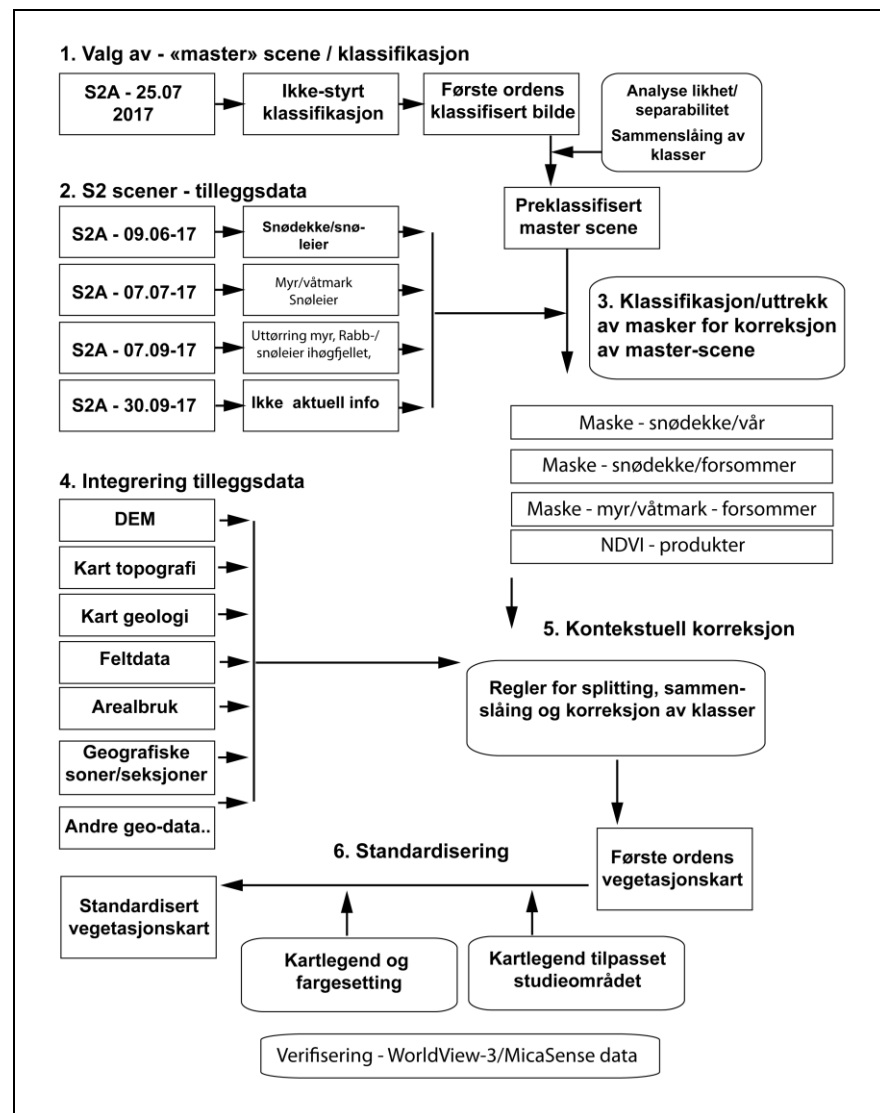 1. Valg av - «master» scene / klassifikasjon
S2A - 25.07
2017
Ikke-styrt
klassifikasjon
Første ordens
klassifisert bilde
Analyse likhet/
separabilitet
Sammenslåing av
klasser
Preklassifisert
master scene
2. S2 scener - tilleggsdata
S2A - 09.06-17
Snødekke/snø-
leier
S2A - 07.07-17
Myr/våtmark
Snøleier
S2A - 07.09-17
Uttørring myr, Rabb-/
snøleier ihøgfjellet,
S2A - 30.09-17
Ikke aktuell info
3. Klassifikasjon/uttrekk
av masker for korreksjon
av master-scene
Maske - snødekke/vår
Maske - snødekke/forsommer
Maske - myr/våtmark - forsommer
NDVI - produkter
4. Integrering tilleggsdata
DEM
Kart topografi
Kart geologi
Feltdata
Arealbruk
Geografiske
soner/seksjoner
Andre geo-data..
5. Kontekstuell korreksjon
Regler for splitting, sammen-
slåing og korreksjon av klasser
Første ordens
vegetasjonskart
6. Standardisering
Standardisert
vegetasjonskart
Kartlegend og
fargesetting
Kartlegend tilpasset
studieområdet
Verifisering - WorldView-3/MicaSense data